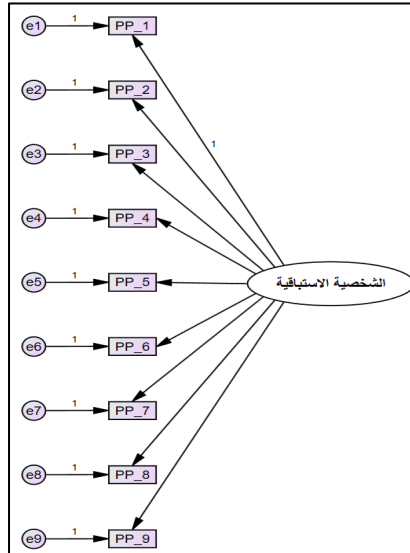 e1 1 PP_1
e2 1 PP_2
1
e3 1 PP_3
e4 1 PP_4
الشخصية الاستباقية
e5 1 PP_5
e6 1 PP_6
e7 1 PP_7
e8 1 PP_8
e9 1 PP_9